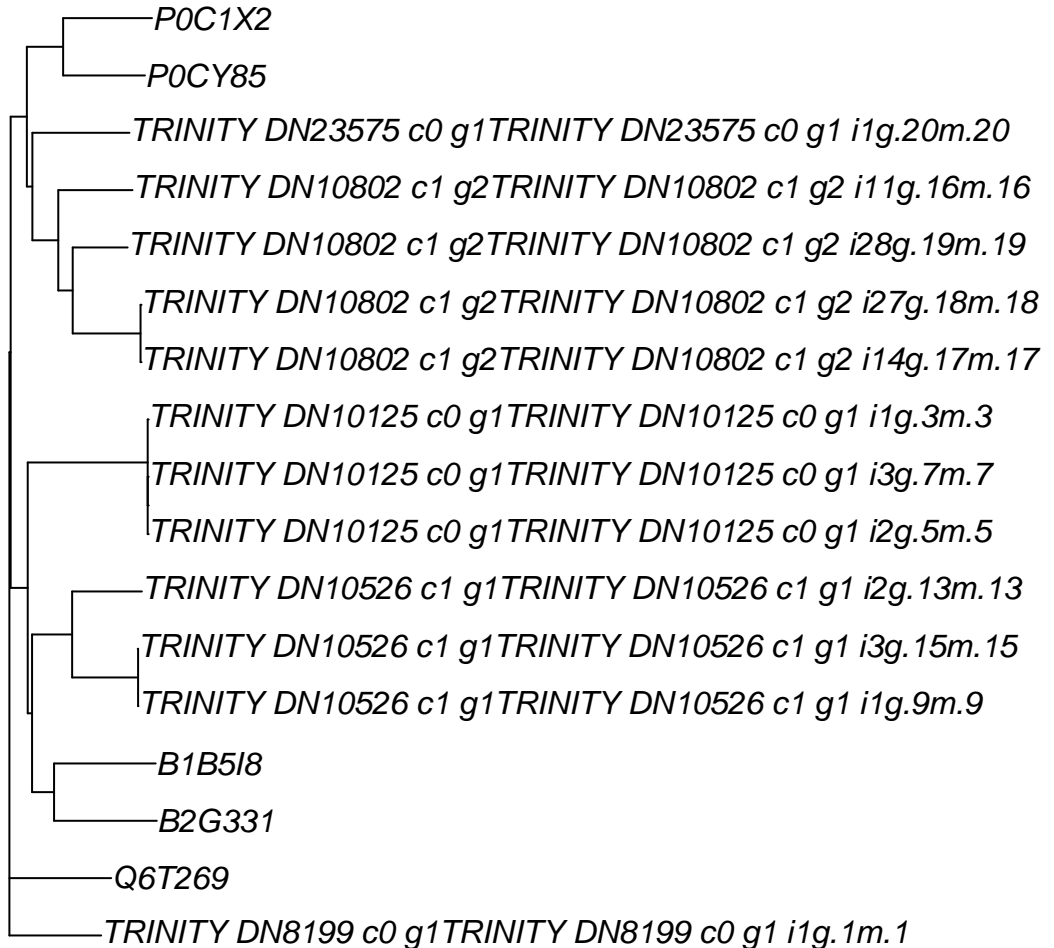 P0C1X2
P0CY85
TRINITY DN23575 c0 g1TRINITY DN23575 c0 g1 i1g.20m.20
TRINITY DN10802 c1 g2TRINITY DN10802 c1 g2 i11g.16m.16
TRINITY DN10802 c1 g2TRINITY DN10802 c1 g2 i28g.19m.19
TRINITY DN10802 c1 g2TRINITY DN10802 c1 g2 i27g.18m.18
TRINITY DN10802 c1 g2TRINITY DN10802 c1 g2 i14g.17m.17
TRINITY DN10125 c0 g1TRINITY DN10125 c0 g1 i1g.3m.3
TRINITY DN10125 c0 g1TRINITY DN10125 c0 g1 i3g.7m.7
TRINITY DN10125 c0 g1TRINITY DN10125 c0 g1 i2g.5m.5
TRINITY DN10526 c1 g1TRINITY DN10526 c1 g1 i2g.13m.13
TRINITY DN10526 c1 g1TRINITY DN10526 c1 g1 i3g.15m.15
TRINITY DN10526 c1 g1TRINITY DN10526 c1 g1 i1g.9m.9
B1B5I8
B2G331
Q6T269
TRINITY DN8199 c0 g1TRINITY DN8199 c0 g1 i1g.1m.1